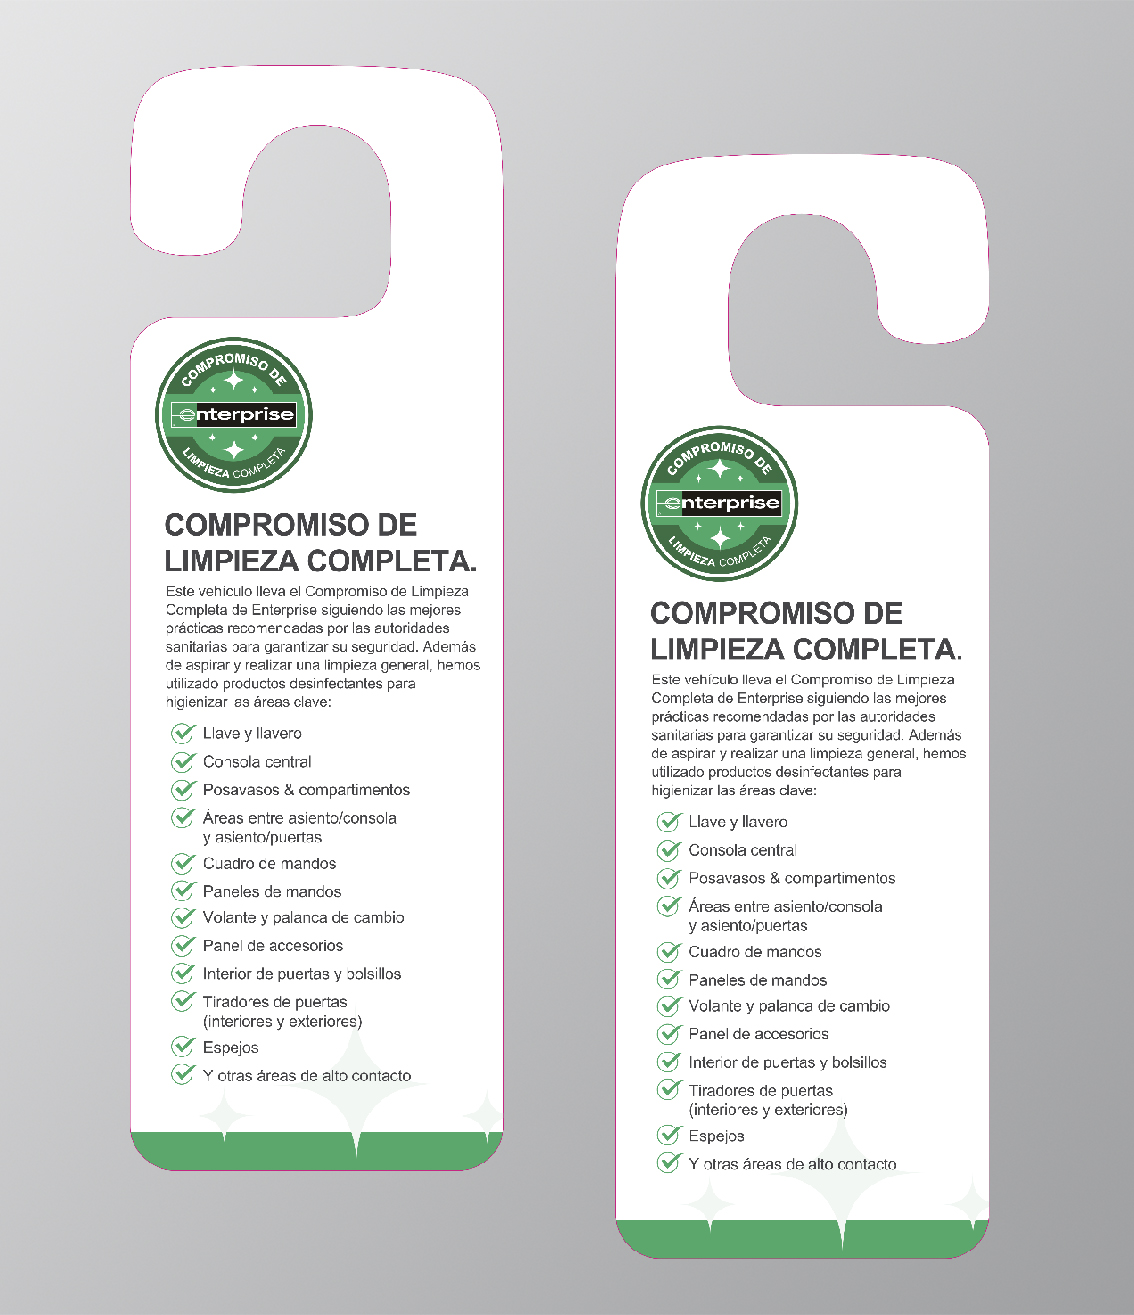 COMPROMISO DE
enterprise
LIMPIEZA COMPLETA
COMPROMISO DE
LIMPIEZA COMPLETA.
Este vehículo lleva el Compromiso de Limpieza
Completa de Enterprise siguiendo las mejores
prácticas recomendadas por las autoridades
sanitarias para garantizar su seguridad. Además
de aspirar y realizar una limpieza general, hemos
utilizado productos desinfectantes para
higienizar las áreas clave:
Llave y llavero
Consola central
Posavasos & compartimentos
Áreas entre asiento/consola
y asiento/puertas
Cuadro de mandos
Paneles de mandos
Volante y palanca de cambio
Panel de accesorios
Interior de puertas y bolsillos
Tiradores de puertas
(interiores y exteriores)
Espejos
Y otras áreas de alto contacto
COMPROMISO DE
enterprise
LIMPIEZA COMPLETA
COMPROMISO DE
LIMPIEZA COMPLETA.
Este vehículo lleva el Compromiso de Limpieza
Completa de Enterprise siguiendo las mejores
prácticas recomendadas por las autoridades
sanitarias para garantizar su seguridad. Además
de aspirar y realizar una limpieza general, hemos
utilizado productos desinfectantes para
higienizar las áreas clave:
Llave y llavero
Consola central
Posavasos & compartimentos
Áreas entre asiento/consola
y asiento/puertas
Cuadro de mandos
Paneles de mandos
Volante y palanca de cambio
Panel de accesorios
Interior de puertas y bolsillos
Tiradores de puertas
(interiores y exteriores)
Espejos
Y otras áreas de alto contacto